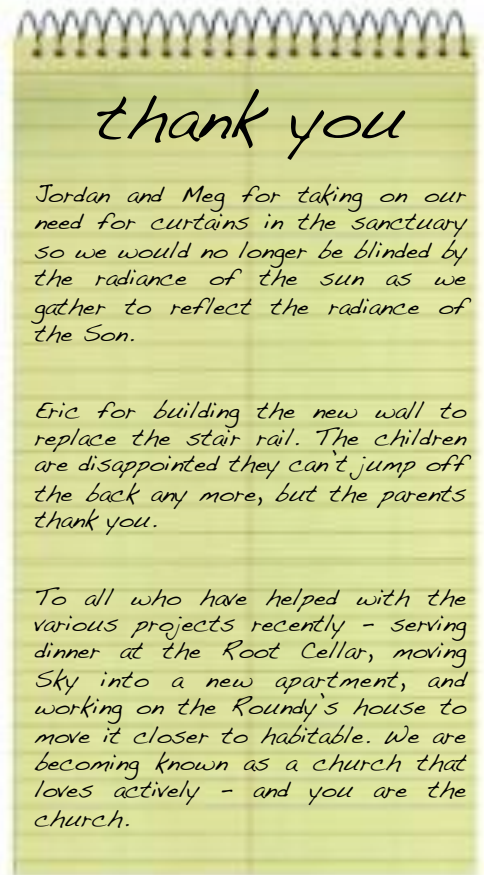 thank you
Jordan and Meg for taking on our
need for curtains in the sanctuary
so we would no longer be blinded by
the radiance of the sun as we
gather to reflect the radiance of
the Son.
Eric for building the new wall to
replace the stair rail. The children
are disappointed they can`t jump off
the back any more, but the parents
thank you.
To all who have helped with the
various projects recently - serving
dinner at the Root Cellar, moving
Sky into a new apartment, and
working on the Roundy`s house to
move it closer to habitable. We are
becoming known as a church that
loves actively - and you are the
church.